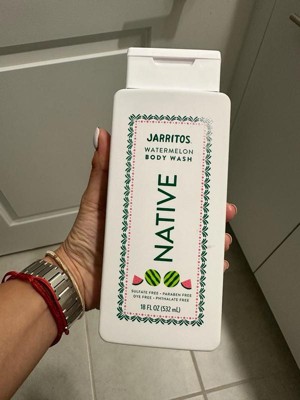 JARRITOS
WATERMELON
BODY WASH
NATIVE
SULFATE FREE • PARABEN FREE
DYE FREE • PHTHALATE FREE
18 FL OZ (532 mL)